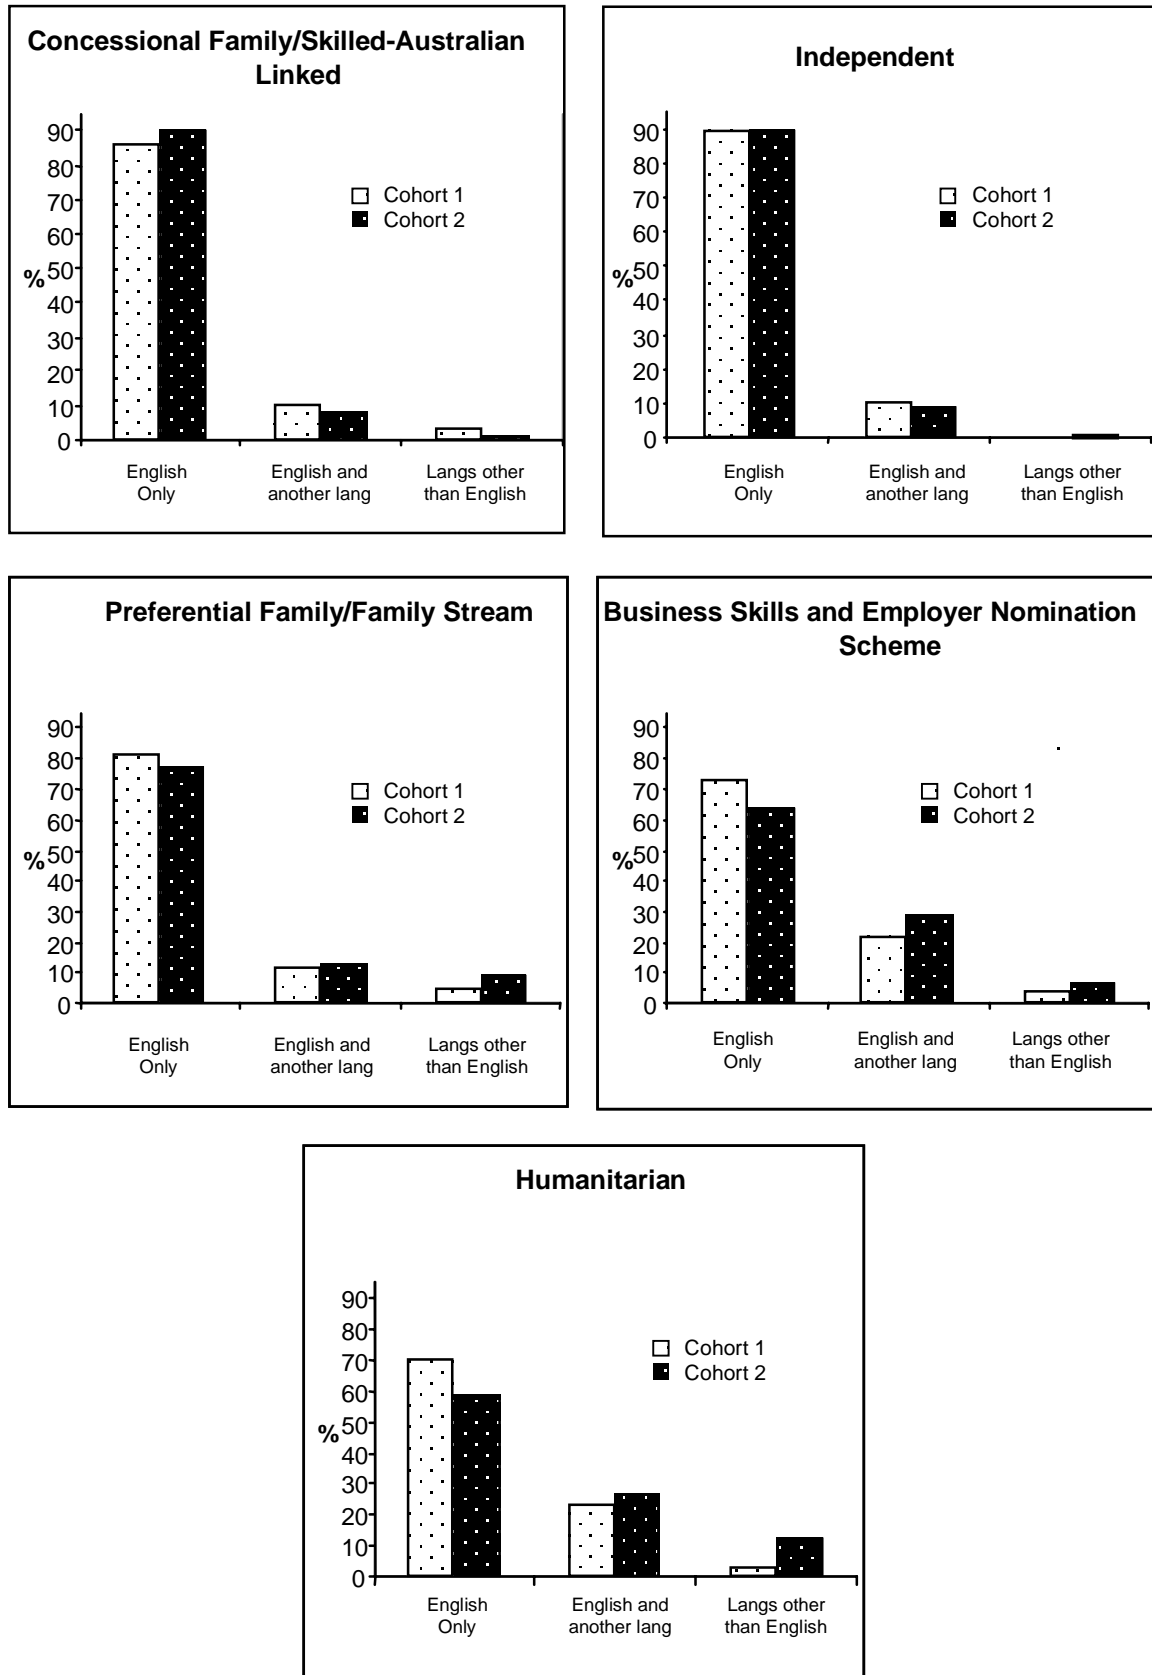 Concessional Family/Skilled-Australian
Linked
90
80
70
60
50
40
30
20
10
0
%
Cohort 1
Cohort 2
English
Only
English and
another lang
Langs other
than English
Independent
90
80
70
60
50
40
30
20
10
0
%
Cohort 1
Cohort 2
English
Only
English and
another lang
Langs other
than English
Preferential Family/Family Stream
90
80
70
60
50
40
30
20
10
0
%
Cohort 1
Cohort 2
English
Only
English and
another lang
Langs other
than English
Business Skills and Employer Nomination
Scheme
90
80
70
60
50
40
30
20
10
0
%
Cohort 1
Cohort 2
English
Only
English and
another lang
Langs other
than English
Humanitarian
90
80
70
60
50
40
30
20
10
0
%
Cohort 1
Cohort 2
English
Only
English and
another lang
Langs other
than English